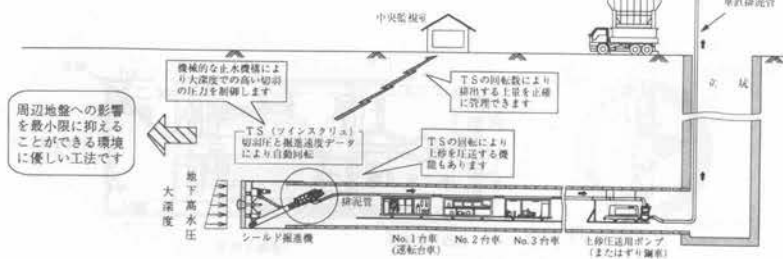 中央監視室
垂直排泥管
機械的な止水機構によ
り大深度での高い切羽
の圧力を制御します
TSの回転数により
排出する土量を正確
に管理できます
立坑
周辺地盤への影響
を最小限に抑える
ことができる環境
に優しい工法です
TS(ツインスクリュ)
切羽圧と掘進速度データ
により自動回転
TSの回転により
土砂を圧送する機
能もあります
大深度
地下高水圧
排泥管
シールド掘進機
No.1台車
(運転台車)
No.2台車
No.3台車
土砂圧送用ポンプ
(またはずり鋼車)